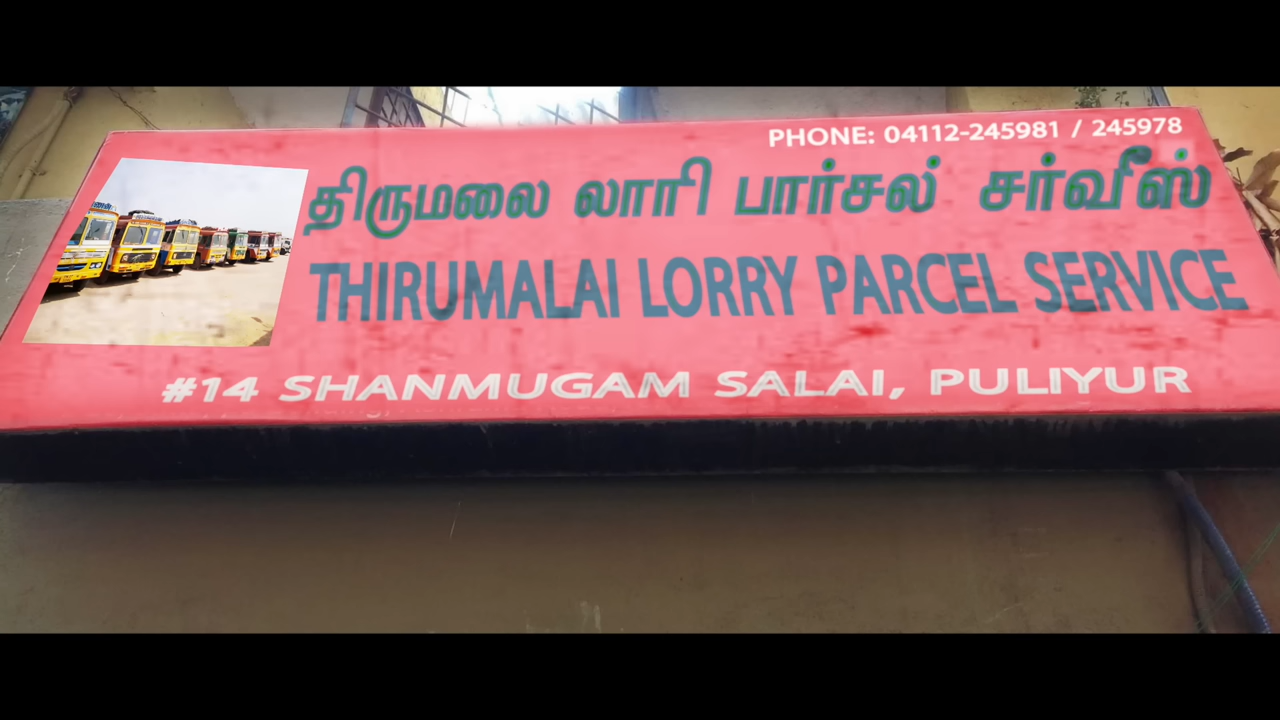 PHONE: 04112-245981 / 245978
திருமலை லாரி பார்சல் சர்வீஸ்
THIRUMALAI LORRY PARCEL SERVICE
#14 SHANMUGAM SALAI, PULIYUR